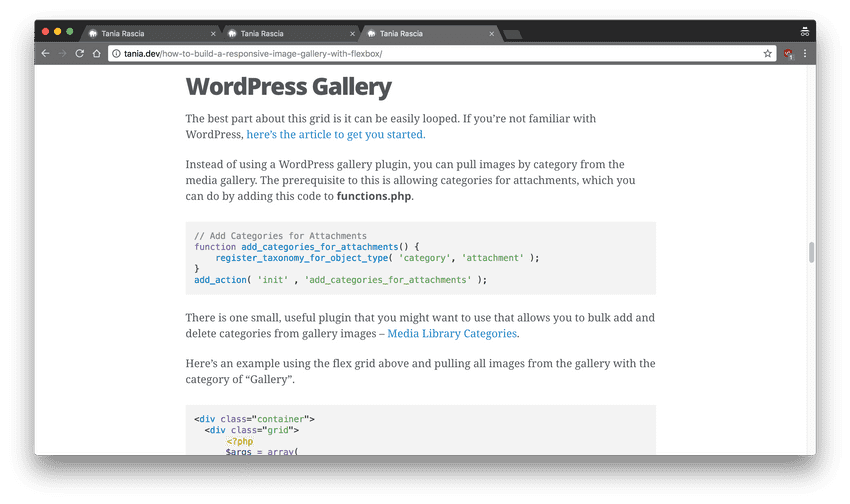 Tania Rascia
Tania Rascia
Tania Rascia
tania.dev/how-to-build-a-responsive-image-gallery-with-flexbox/
1
WordPress Gallery
The best part about this grid is it can be easily looped. If you're not familiar with
WordPress, here's the article to get you started.
Instead of using a WordPress gallery plugin, you can pull images by category from the
media gallery. The prerequisite to this is allowing categories for attachments, which you
can do by adding this code to functions.php.
// Add Categories for Attachments
function add_categories_for_attachments() {
    register_taxonomy_for_object_type( 'category', 'attachment' );
}
add_action( 'init' , 'add_categories_for_attachments' );
There is one small, useful plugin that you might want to use that allows you to bulk add and
delete categories from gallery images – Media Library Categories.
Here's an example using the flex grid above and pulling all images from the gallery with the
category of “Gallery”.
<div class="container">
  <div class="grid">
      <?php
      $args = array(